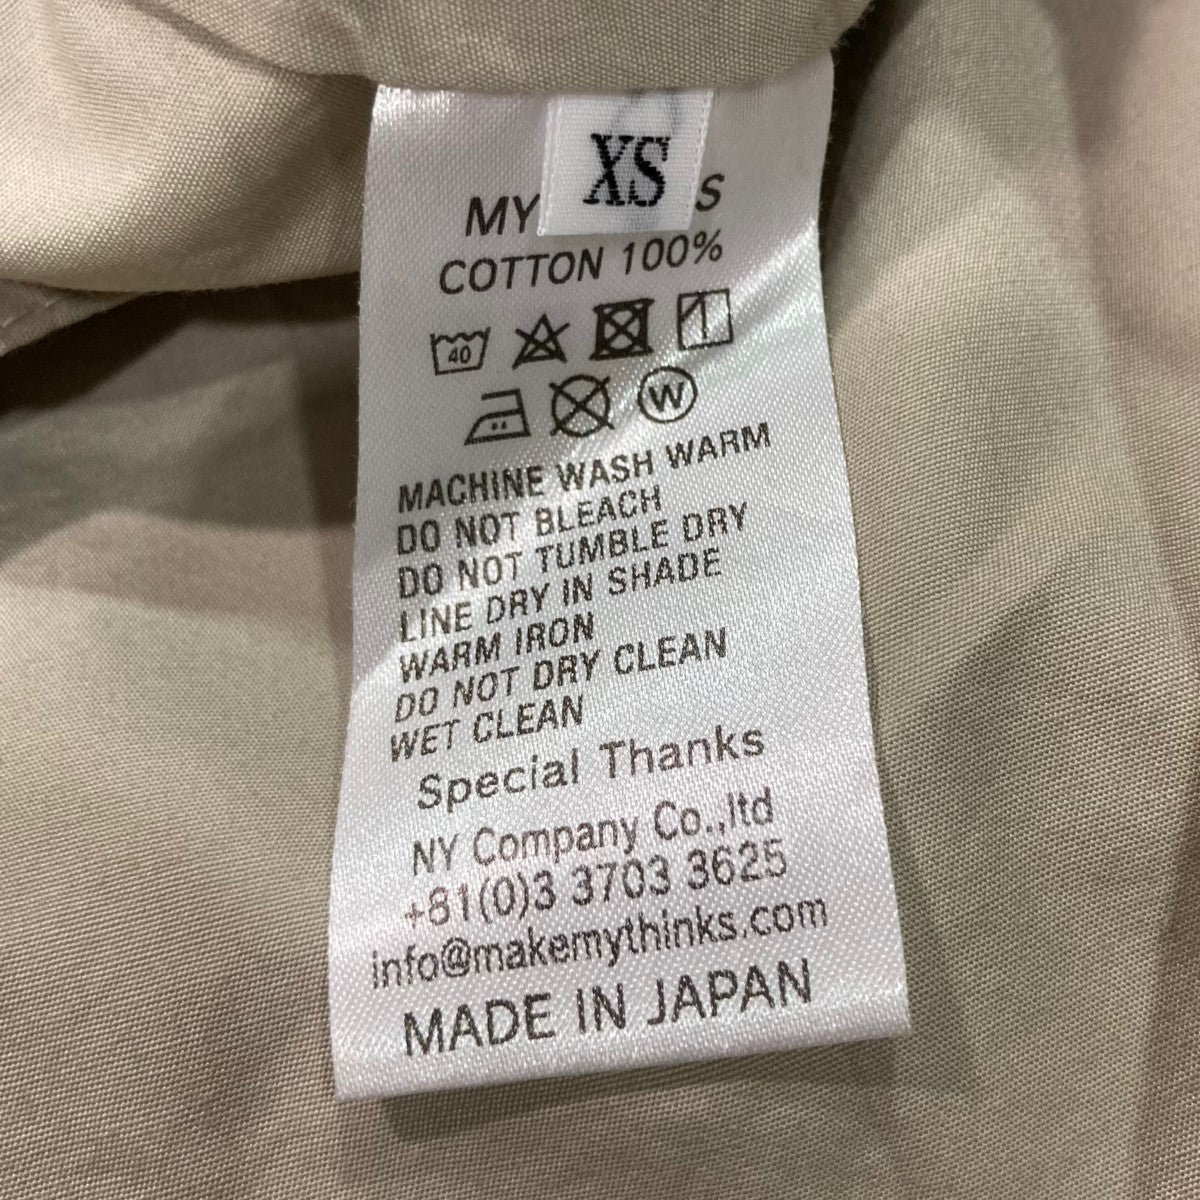 XS
MY S
COTTON 100%
40
W
MACHINE WASH WARM
DO NOT BLEACH
DO NOT TUMBLE DRY
LINE DRY IN SHADE
WARM IRON
DO NOT DRY CLEAN
WET CLEAN
Special Thanks
NY Company Co.,ltd
+81(0)3 3703 3625
info@makemythinks.com
MADE IN JAPAN